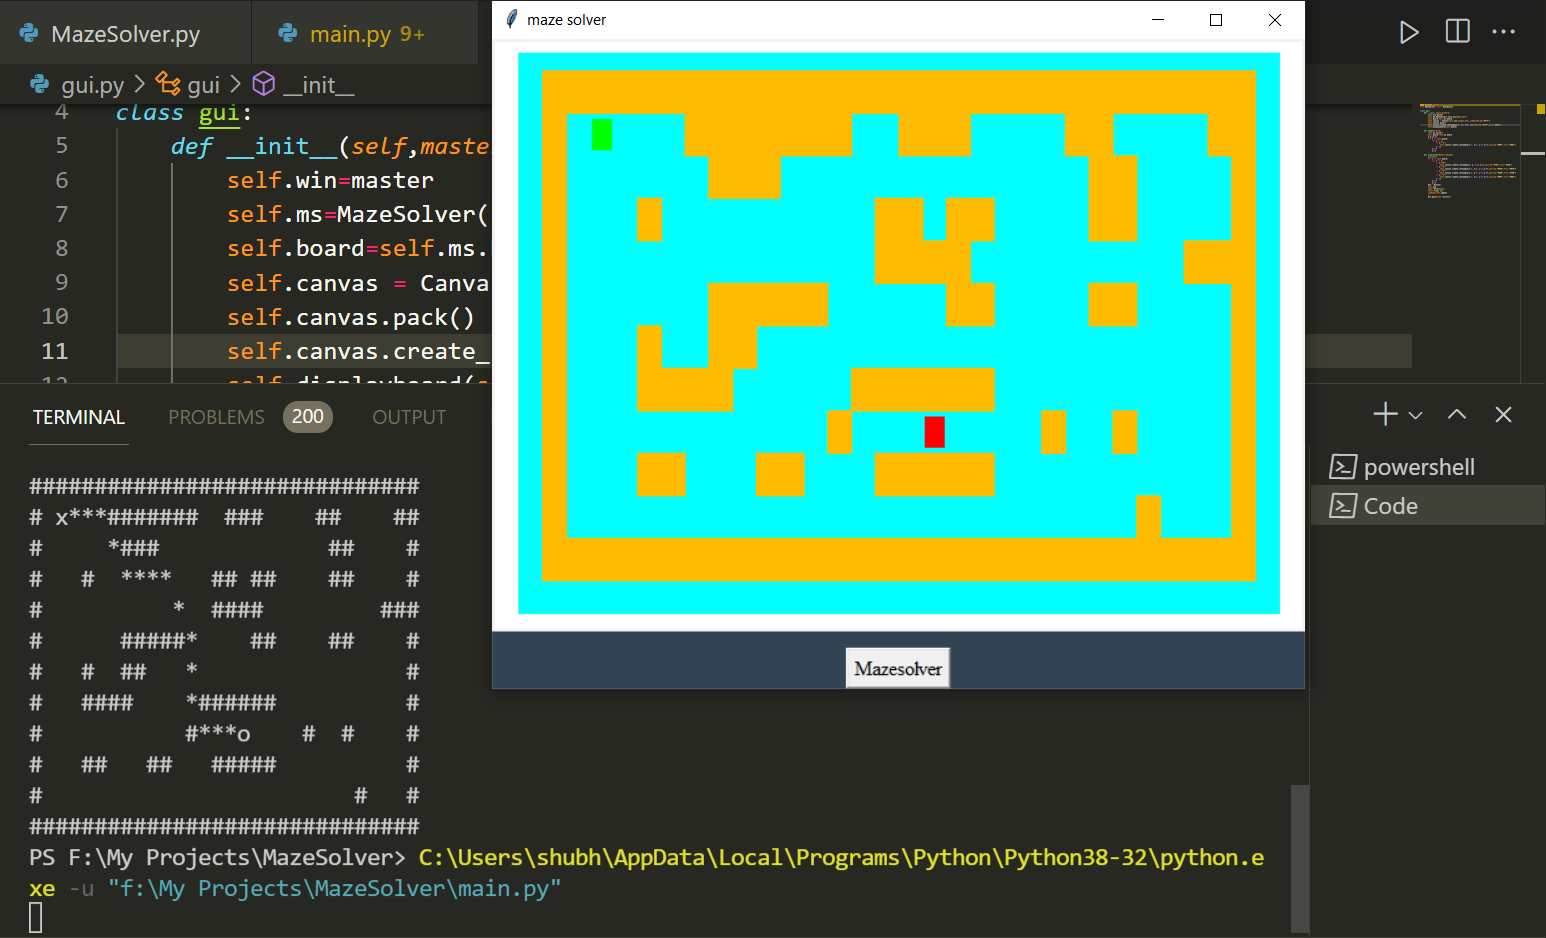 MazeSolver.py
main.py 9+
maze solver
gui.py > gui > __init__
4 class gui:
5 def __init__(self,maste
6 self.win=master
7 self.ms=MazeSolver(
8 self.board=self.ms.
9 self.canvas = Canva
10 self.canvas.pack()
11 self.canvas.create_
Mazesolver
TERMINAL PROBLEMS 200 OUTPUT
powershell
Code
##############################
# x***#######  ###    ##    ##
#     *###             ##    #
#   #  ****   ## ##    ##    #
#          *  ####         ###
#      #####*    ##    ##    #
#   #  ##   *                #
#   ####    *######          #
#           #***o    #  #    #
#   ##   ##   #####          #
#                        #   #
##############################
PS F:\My Projects\MazeSolver> C:\Users\shubh\AppData\Local\Programs\Python\Python38-32\python.e
xe -u "f:\My Projects\MazeSolver\main.py"